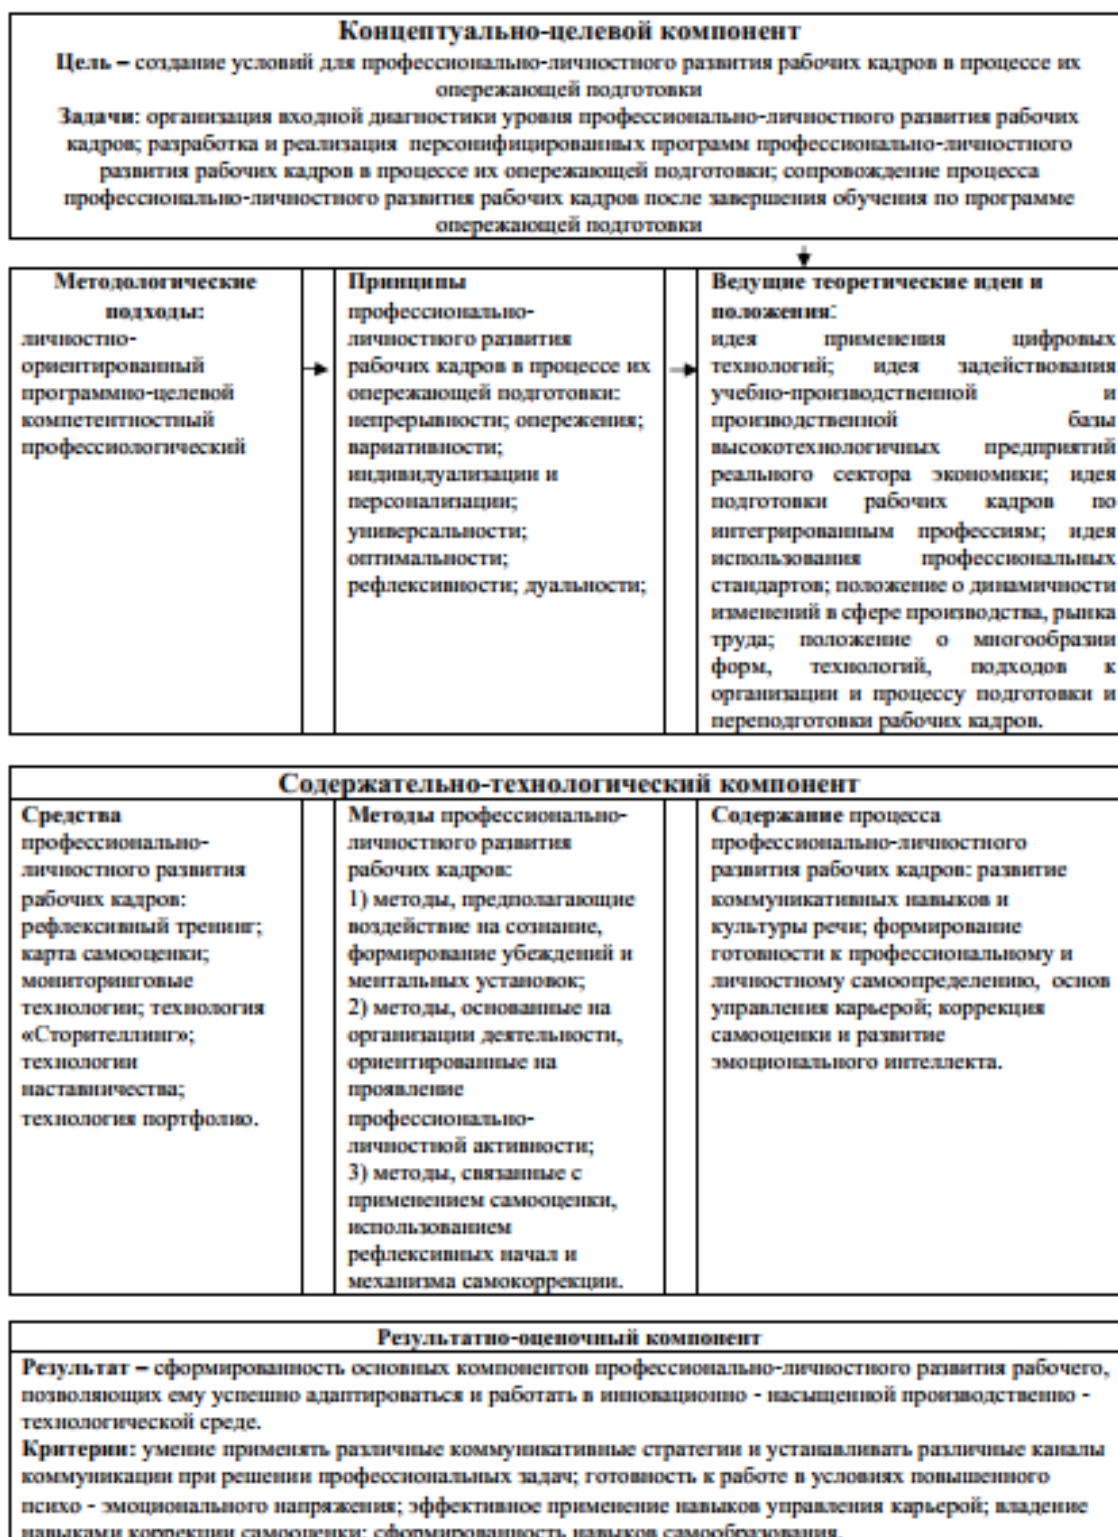 Концептуально-целевой компонент
Цель – создание условий для профессионально-личностного развития рабочих кадров в процессе их
опережающей подготовки
Задачи: организация входной диагностики уровня профессионально-личностного развития рабочих
кадров; разработка и реализация персонифицированных программ профессионально-личностного
развития рабочих кадров в процессе их опережающей подготовки; сопровождение процесса
профессионально-личностного развития рабочих кадров после завершения обучения по программе
опережающей подготовки
Методологические
подходы:
личностно-
ориентированный
программно-целевой
компетентностный
профессиологический
Принципы
профессионально-
личностного развития
рабочих кадров в процессе их
опережающей подготовки:
непрерывности; опережения;
вариативности;
индивидуализации и
персонализации;
универсальности;
оптимальности;
рефлексивности; дуальности;
Ведущие теоретические идеи и
положения:
идея применения цифровых
технологий; идея задействования
учебно-производственной и
производственной базы
высокотехнологичных предприятий
реального сектора экономики; идея
подготовки рабочих кадров по
интегрированным профессиям; идея
использования профессиональных
стандартов; положение о динамичности
изменений в сфере производства, рынка
труда; положение о многообразии
форм, технологий, подходов к
организации и процессу подготовки и
переподготовки рабочих кадров.
Содержательно-технологический компонент
Средства
профессионально-
личностного развития
рабочих кадров:
рефлексивный тренинг;
карта самооценки;
мониторинговые
технологии; технология
«Сторителлинг»;
технологии
наставничества;
технология портфолио.
Методы профессионально-
личностного развития
рабочих кадров:
1) методы, предполагающие
воздействие на сознание,
формирование убеждений и
ментальных установок;
2) методы, основанные на
организации деятельности,
ориентированные на
проявление
профессионально-
личностной активности;
3) методы, связанные с
применением самооценки,
использованием
рефлексивных начал и
механизма самокоррекции.
Содержание процесса
профессионально-личностного
развития рабочих кадров: развитие
коммуникативных навыков и
культуры речи; формирование
готовности к профессиональному и
личностному самоопределению, основ
управления карьерой; коррекция
самооценки и развитие
эмоционального интеллекта.
Результатно-оценочный компонент
Результат – сформированность основных компонентов профессионально-личностного развития рабочего,
позволяющих ему успешно адаптироваться и работать в инновационно - насыщенной производственно -
технологической среде.
Критерии: умение применять различные коммуникативные стратегии и устанавливать различные каналы
коммуникации при решении профессиональных задач; готовность к работе в условиях повышенного
психо - эмоционального напряжения; эффективное применение навыков управления карьерой; владение
навыками коррекции самооценки; сформированность навыков самообразования.